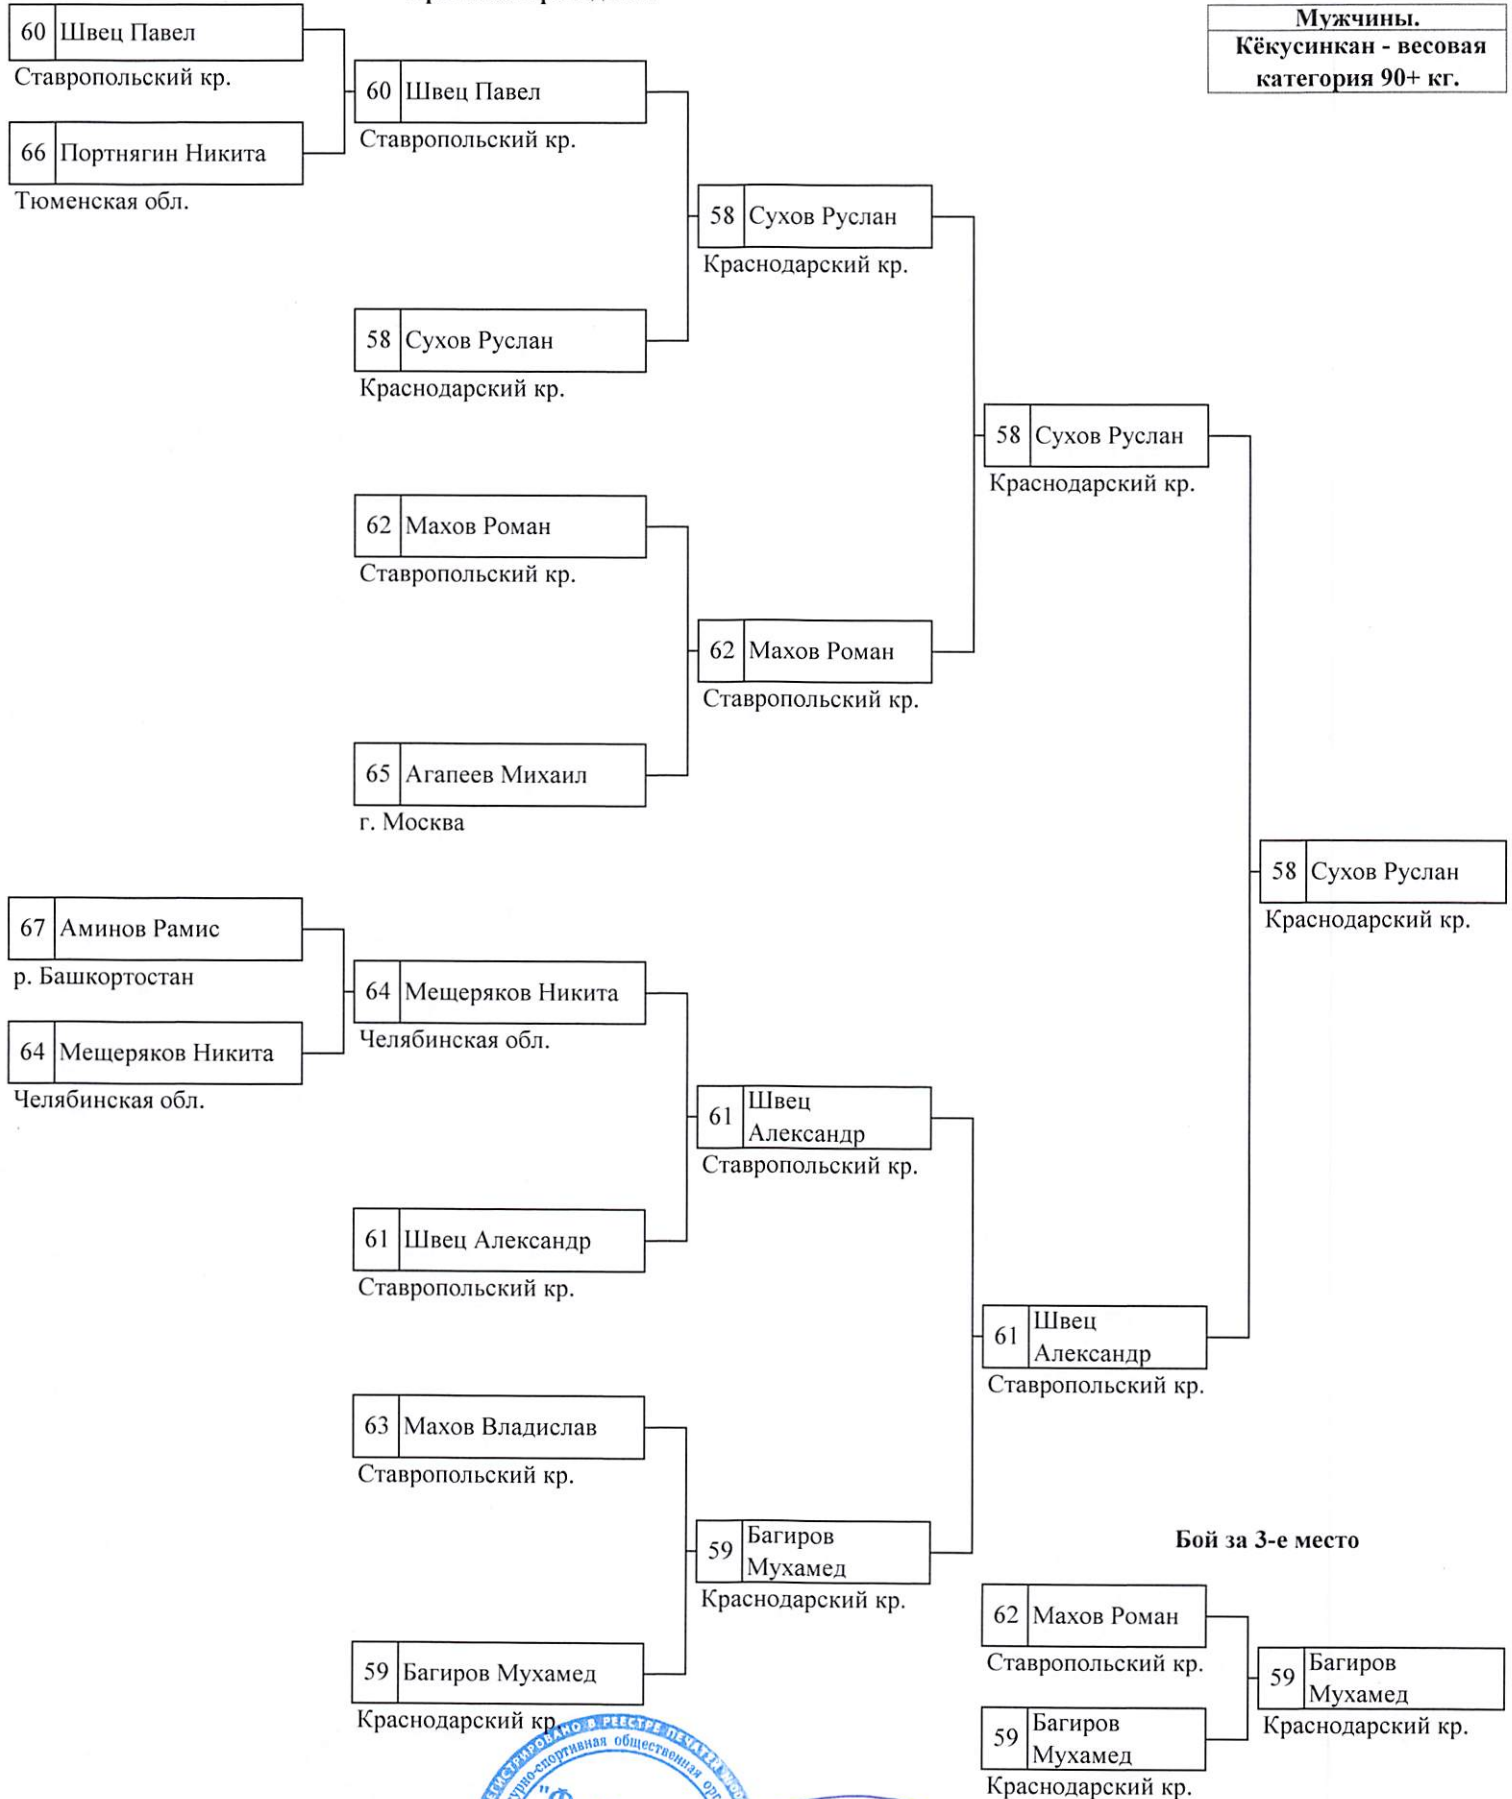 Мужчины.
Кёкусинкан - весовая
категория 90+ кг.
60 Швец Павел
Ставропольский кр.
66 Портнягин Никита
Тюменская обл.
60 Швец Павел
Ставропольский кр.
58 Сухов Руслан
Краснодарский кр.
58 Сухов Руслан
Краснодарский кр.
62 Махов Роман
Ставропольский кр.
65 Агапеев Михаил
г. Москва
62 Махов Роман
Ставропольский кр.
58 Сухов Руслан
Краснодарский кр.
58 Сухов Руслан
Краснодарский кр.
67 Аминов Рамис
р. Башкортостан
64 Мещеряков Никита
Челябинская обл.
64 Мещеряков Никита
Челябинская обл.
61 Швец Александр
Ставропольский кр.
61 Швец
Александр
Ставропольский кр.
63 Махов Владислав
Ставропольский кр.
59 Багиров Мухамед
Краснодарский кр.
59 Багиров
Мухамед
Краснодарский кр.
61 Швец
Александр
Ставропольский кр.
Бой за 3-е место
62 Махов Роман
Ставропольский кр.
59 Багиров
Мухамед
Краснодарский кр.
59 Багиров
Мухамед
Краснодарский кр.
В РЕЕСТРЕ ПЕЧАТЕЙ
общественная